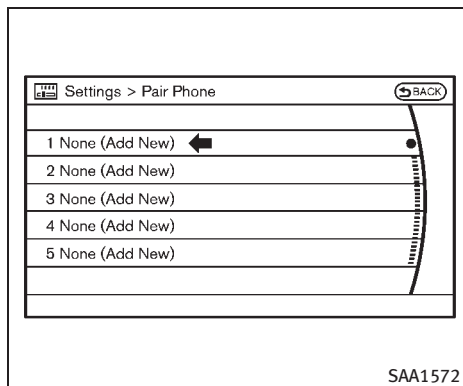 Settings > Pair Phone
BACK
1 None (Add New)
2 None (Add New)
3 None (Add New)
4 None (Add New)
5 None (Add New)
SAA1572